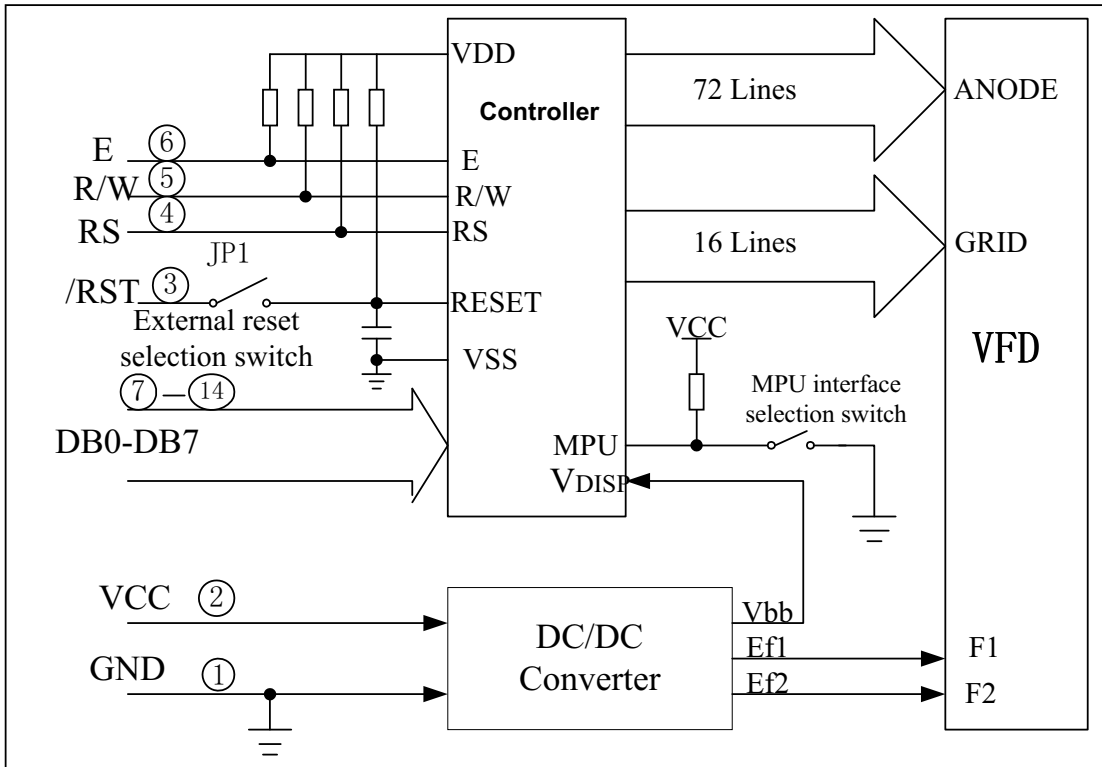 VDD
Controller
72 Lines
ANODE
E ⑥
E
R/W ⑤
R/W
RS ④
RS
16 Lines
GRID
JP1
/RST ③
RESET
External reset
selection switch
VSS
VCC
VFD
MPU interface
selection switch
⑦—⑭
DB0-DB7
MPU
VDISP
VCC ②
DC/DC
Converter
Vbb
Ef1
F1
GND ①
Ef2
F2